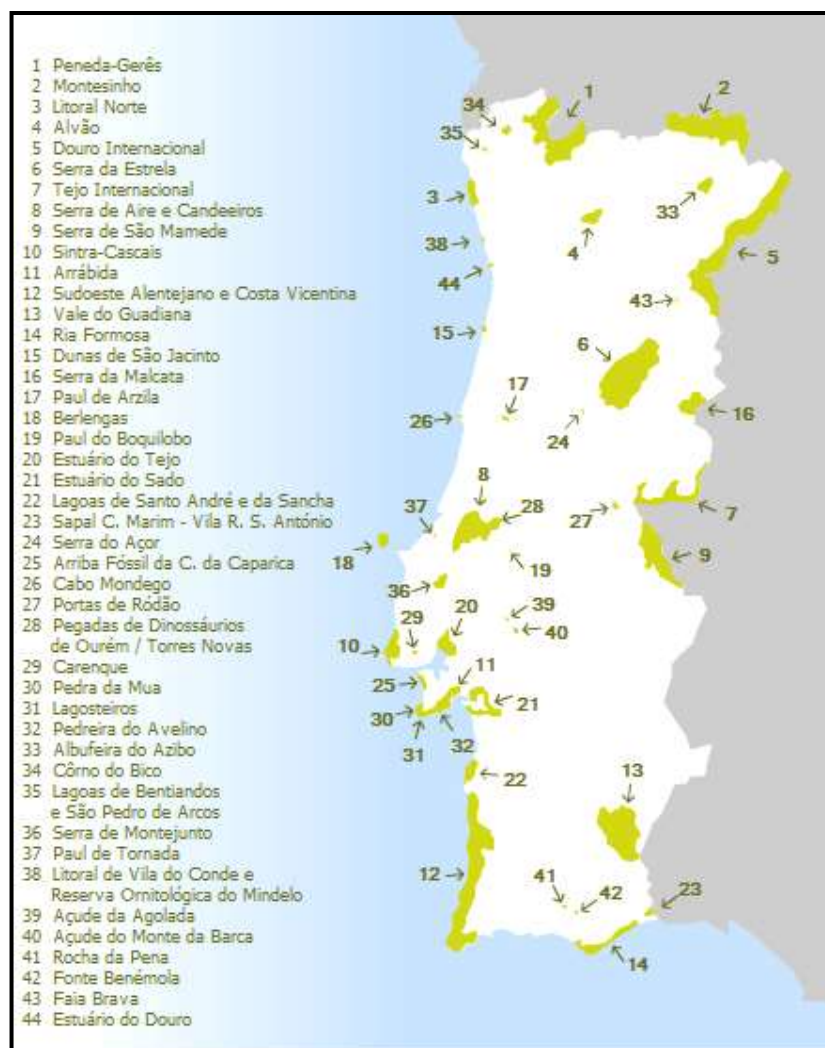 1 Peneda-Gerês
2 Montesinho
3 Litoral Norte
4 Alvão
5 Douro Internacional
6 Serra da Estrela
7 Tejo Internacional
8 Serra de Aire e Candeeiros
9 Serra de São Mamede
10 Sintra-Cascais
11 Arrábida
12 Sudoeste Alentejano e Costa Vicentina
13 Vale do Guadiana
14 Ria Formosa
15 Dunas de São Jacinto
16 Serra da Malcata
17 Paul de Arzila
18 Berlengas
19 Paul do Boquilobo
20 Estuário do Tejo
21 Estuário do Sado
22 Lagoas de Santo André e da Sancha
23 Sapal C. Marim - Vila R. S. António
24 Serra do Açor
25 Arriba Fóssil da C. da Caparica
26 Cabo Mondego
27 Portas de Ródão
28 Pegadas de Dinossáurios
de Ourém / Torres Novas
29 Carenque
30 Pedra da Mua
31 Lagosteiros
32 Pedreira do Avelino
33 Albufeira do Azibo
34 Côrno do Bico
35 Lagoas de Bentiandos
e São Pedro de Arcos
36 Serra de Montejunto
37 Paul de Tornada
38 Litoral de Vila do Conde e
Reserva Ornitológica do Mindelo
39 Açude da Agolada
40 Açude do Monte da Barca
41 Rocha da Pena
42 Fonte Benémola
43 Faia Brava
44 Estuário do Douro
34
1
2
35
3
33
4
38
5
44
43
15
6
17
26
24
16
8
37
28
27
7
18
19
9
36
29
20
39
40
10
11
25
21
30
31
32
22
13
12
41
42
23
14